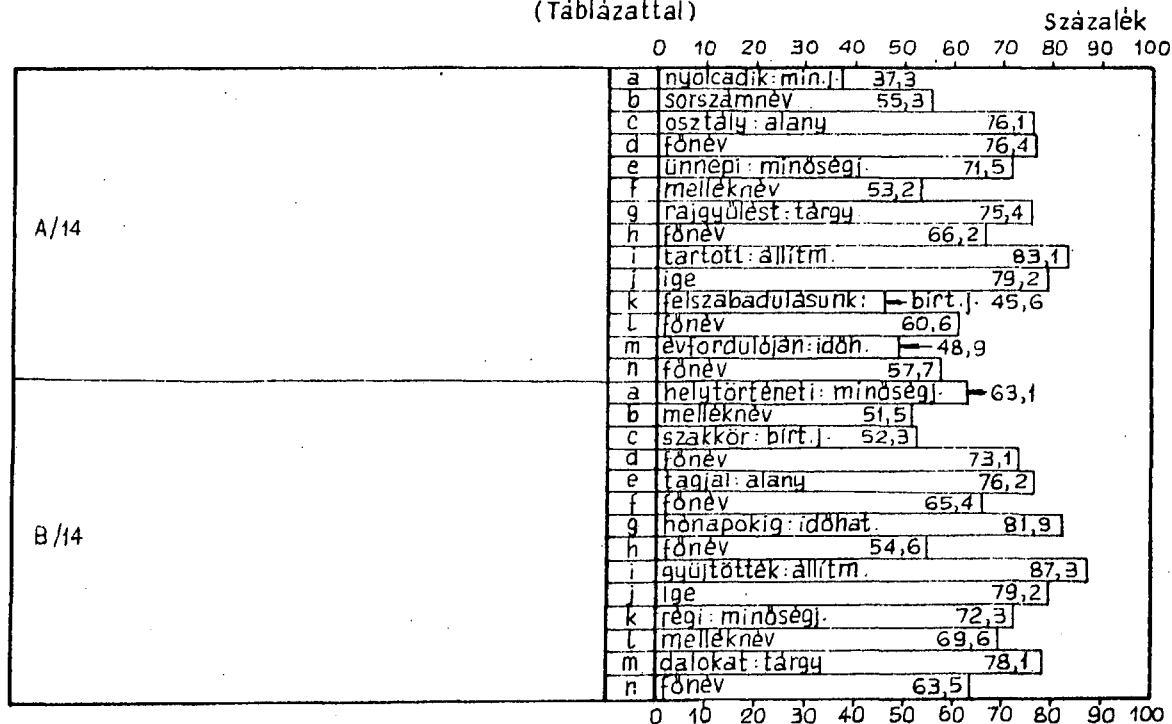 (Táblázattal)
Százalék
0 10 20 30 40 50 60 70 80 90 100
a nyolcadik: min.j. 37,3
b sorszámnév 55,3
c osztály: alany 76,1
d főnév 76,4
e ünnepi: minőségj. 71,5
f melléknév 53,2
A/14 g rajgyűlést: tárgy 75,4
h főnév 66,2
i tartott: állítm. 83,1
j ige 79,2
k felszabadulásunk: birt.j. 45,6
l főnév 60,6
m évfordulóján: időh. 48,9
n főnév 57,7
a helytörténeti: minőségj. 63,1
b melléknév 51,5
c szakkör: birt.j. 52,3
d főnév 73,1
e tagjai: alany 76,2
f főnév 65,4
B/14 g hónapokig: időhat. 81,9
h főnév 54,6
i gyűjtötték: állítm. 87,3
j ige 79,2
k régi: minőségj. 72,3
l melléknév 69,6
m dalokat: tárgy 78,1
n főnév 63,5
0 10 20 30 40 50 60 70 80 90 100